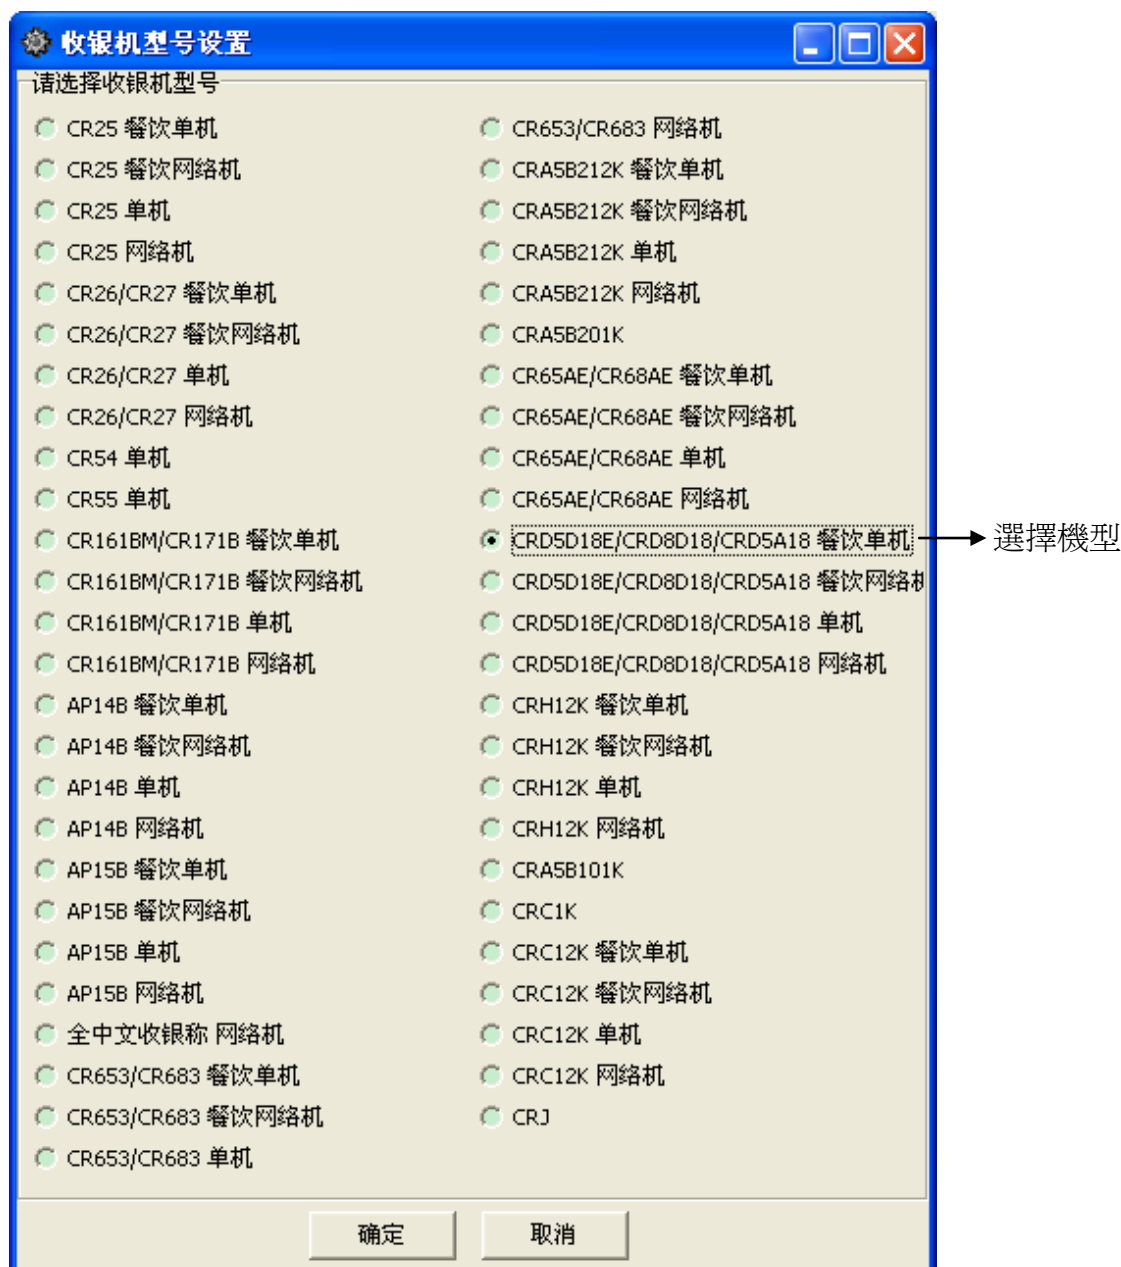 收银机型号设置
请选择收银机型号
CR25 餐饮单机
CR25 餐饮网络机
CR25 单机
CR25 网络机
CR26/CR27 餐饮单机
CR26/CR27 餐饮网络机
CR26/CR27 单机
CR26/CR27 网络机
CR54 单机
CR55 单机
CR161BM/CR171B 餐饮单机
CR161BM/CR171B 餐饮网络机
CR161BM/CR171B 单机
CR161BM/CR171B 网络机
AP14B 餐饮单机
AP14B 餐饮网络机
AP14B 单机
AP14B 网络机
AP15B 餐饮单机
AP15B 餐饮网络机
AP15B 单机
AP15B 网络机
全中文收银称 网络机
CR653/CR683 餐饮单机
CR653/CR683 餐饮网络机
CR653/CR683 单机
CR653/CR683 网络机
CRA5B212K 餐饮单机
CRA5B212K 餐饮网络机
CRA5B212K 单机
CRA5B212K 网络机
CRA5B201K
CR65AE/CR68AE 餐饮单机
CR65AE/CR68AE 餐饮网络机
CR65AE/CR68AE 单机
CR65AE/CR68AE 网络机
CRD5D18E/CRD8D18/CRD5A18 餐饮单机
CRD5D18E/CRD8D18/CRD5A18 餐饮网络机
CRD5D18E/CRD8D18/CRD5A18 单机
CRD5D18E/CRD8D18/CRD5A18 网络机
CRH12K 餐饮单机
CRH12K 餐饮网络机
CRH12K 单机
CRH12K 网络机
CRA5B101K
CRC1K
CRC12K 餐饮单机
CRC12K 餐饮网络机
CRC12K 单机
CRC12K 网络机
CRJ
選擇機型
确定
取消